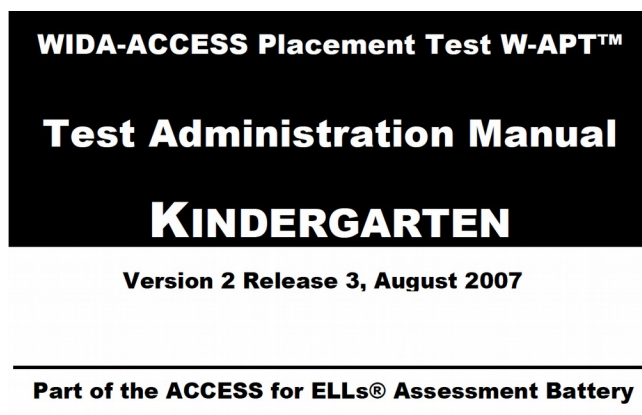 WIDA-ACCESS Placement Test W-APT™
Test Administration Manual
KINDERGARTEN
Version 2 Release 3, August 2007
Part of the ACCESS for ELLs® Assessment Battery